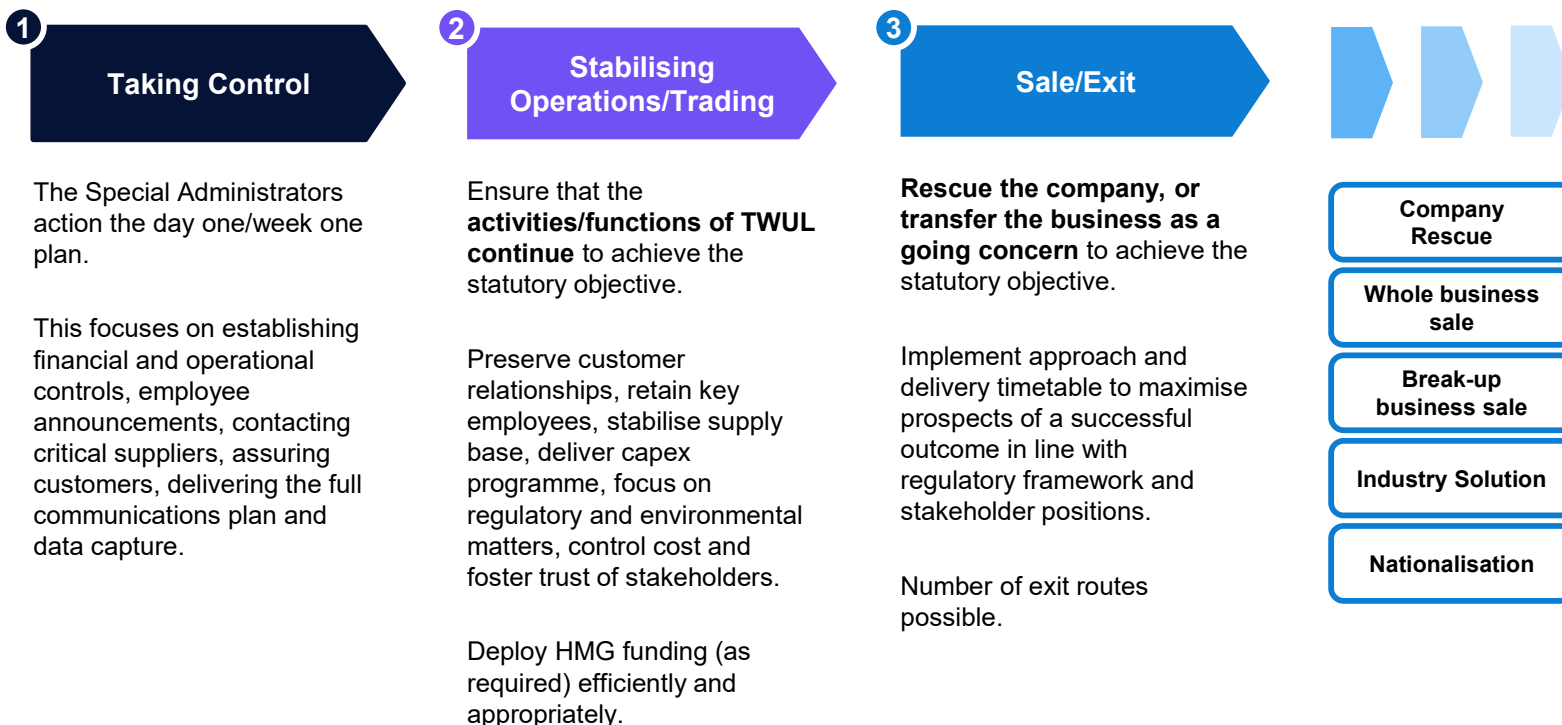 1
Taking Control
The Special Administrators
action the day one/week one
plan.
This focuses on establishing
financial and operational
controls, employee
announcements, contacting
critical suppliers, assuring
customers, delivering the full
communications plan and
data capture.
2
Stabilising
Operations/Trading
Ensure that the
activities/functions of TWUL
continue to achieve the
statutory objective.
Preserve customer
relationships, retain key
employees, stabilise supply
base, deliver capex
programme, focus on
regulatory and environmental
matters, control cost and
foster trust of stakeholders.
Deploy HMG funding (as
required) efficiently and
appropriately.
3
Sale/Exit
Rescue the company, or
transfer the business as a
going concern to achieve the
statutory objective.
Implement approach and
delivery timetable to maximise
prospects of a successful
outcome in line with
regulatory framework and
stakeholder positions.
Number of exit routes
possible.
Company
Rescue
Whole business
sale
Break-up
business sale
Industry Solution
Nationalisation